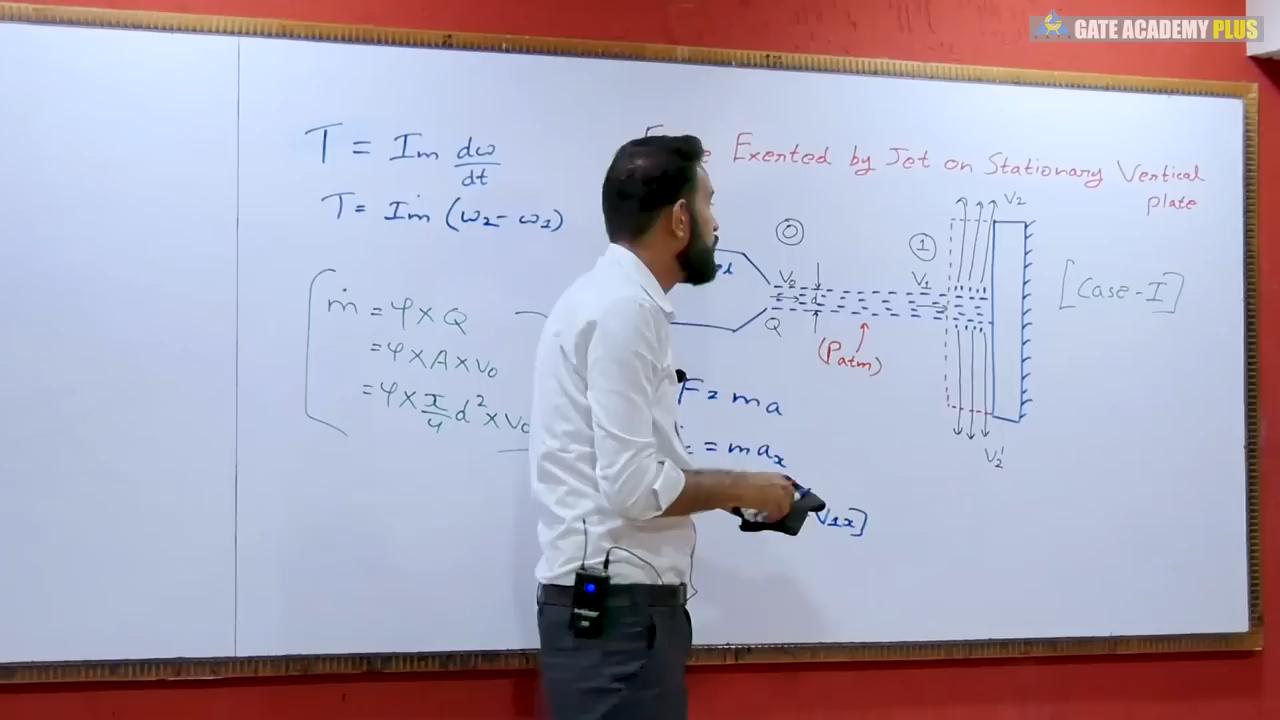 GATE ACADEMY PLUS
T = Im dω/dt
T = Iṁ (ω2 - ω1)
ṁ = φ × Q
= φ × A × V0
= φ × π/4 d² × V0
Exerted by Jet on Stationary Vertical
plate
0
1
V2
[Case-I]
V0
d
V1
Q
(Patm)
V2'
F = ma
= max
V1x]